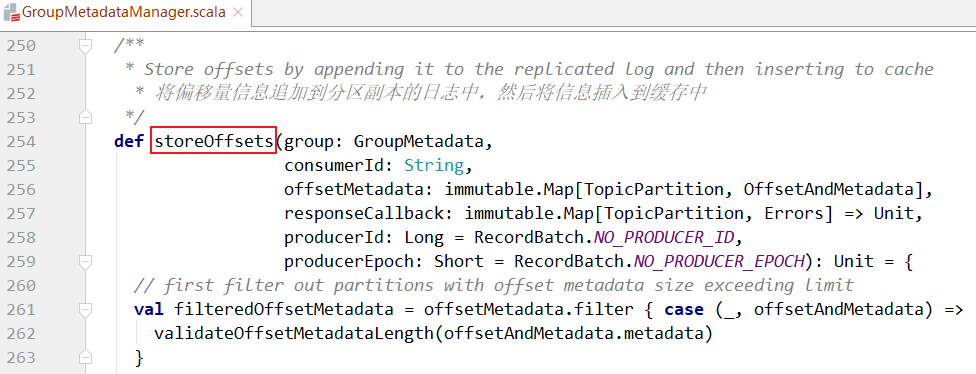 GroupMetadataManager.scala
250 /**
251 * Store offsets by appending it to the replicated log and then inserting to cache
252 * 将偏移量信息追加到分区副本的日志中，然后将信息插入到缓存中
253 */
254 def storeOffsets(group: GroupMetadata,
255 consumerId: String,
256 offsetMetadata: immutable.Map[TopicPartition, OffsetAndMetadata],
257 responseCallback: immutable.Map[TopicPartition, Errors] => Unit,
258 producerId: Long = RecordBatch.NO_PRODUCER_ID,
259 producerEpoch: Short = RecordBatch.NO_PRODUCER_EPOCH): Unit = {
260 // first filter out partitions with offset metadata size exceeding limit
261 val filteredOffsetMetadata = offsetMetadata.filter { case (_, offsetAndMetadata) =>
262 validateOffsetMetadataLength(offsetAndMetadata.metadata)
263 }